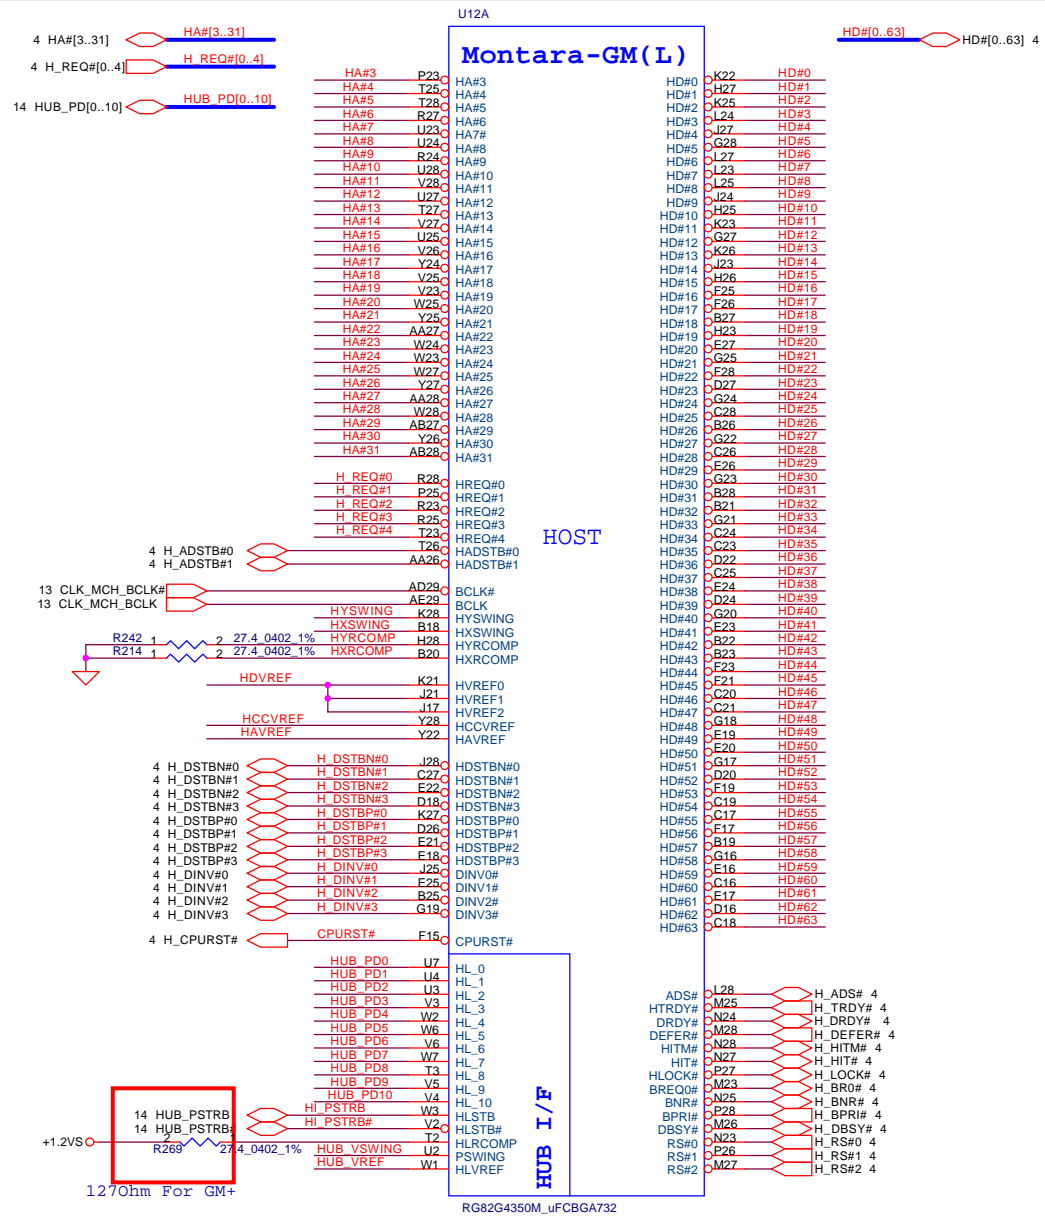 U12A
4 HA#[3..31] HA#[3..31]
4 H_REQ#[0..4] H_REQ#[0..4]
14 HUB_PD[0..10] HUB_PD[0..10]
HD#[0..63] HD#[0..63] 4
Montara-GM(L)
HA#3 P23 HA#3
HA#4 T25 HA#4
HA#5 T28 HA#5
HA#6 R27 HA#6
HA#7 U23 HA7#
HA#8 U24 HA#8
HA#9 R24 HA#9
HA#10 U28 HA#10
HA#11 V28 HA#11
HA#12 U27 HA#12
HA#13 T27 HA#13
HA#14 V27 HA#14
HA#15 U25 HA#15
HA#16 V26 HA#16
HA#17 Y24 HA#17
HA#18 V25 HA#18
HA#19 V23 HA#19
HA#20 W25 HA#20
HA#21 Y25 HA#21
HA#22 AA27 HA#22
HA#23 W24 HA#23
HA#24 W23 HA#24
HA#25 W27 HA#25
HA#26 Y27 HA#26
HA#27 AA28 HA#27
HA#28 W28 HA#28
HA#29 AB27 HA#29
HA#30 Y26 HA#30
HA#31 AB28 HA#31
H_REQ#0 R28 HREQ#0
H_REQ#1 P25 HREQ#1
H_REQ#2 R23 HREQ#2
H_REQ#3 R25 HREQ#3
H_REQ#4 T23 HREQ#4
4 H_ADSTB#0 T26 HADSTB#0
4 H_ADSTB#1 AA26 HADSTB#1
13 CLK_MCH_BCLK# AD29 BCLK#
13 CLK_MCH_BCLK AE29 BCLK
HYSWING K28 HYSWING
HXSWING B18 HXSWING
R242 1 2 27.4_0402_1% HYRCOMP H28 HYRCOMP
R214 1 2 27.4_0402_1% HXRCOMP B20 HXRCOMP
HDVREF K21 HVREF0
J21 HVREF1
J17 HVREF2
HCCVREF Y28 HCCVREF
HAVREF Y22 HAVREF
4 H_DSTBN#0 H_DSTBN#0 J28 HDSTBN#0
4 H_DSTBN#1 H_DSTBN#1 C27 HDSTBN#1
4 H_DSTBN#2 H_DSTBN#2 E22 HDSTBN#2
4 H_DSTBN#3 H_DSTBN#3 D18 HDSTBN#3
4 H_DSTBP#0 H_DSTBP#0 K27 HDSTBP#0
4 H_DSTBP#1 H_DSTBP#1 D26 HDSTBP#1
4 H_DSTBP#2 H_DSTBP#2 E21 HDSTBP#2
4 H_DSTBP#3 H_DSTBP#3 E18 HDSTBP#3
4 H_DINV#0 H_DINV#0 J25 DINV0#
4 H_DINV#1 H_DINV#1 E25 DINV1#
4 H_DINV#2 H_DINV#2 B25 DINV2#
4 H_DINV#3 H_DINV#3 G19 DINV3#
4 H_CPURST# CPURST# F15 CPURST#
HUB_PD0 U7 HL_0
HUB_PD1 U4 HL_1
HUB_PD2 U3 HL_2
HUB_PD3 V3 HL_3
HUB_PD4 W2 HL_4
HUB_PD5 W6 HL_5
HUB_PD6 V6 HL_6
HUB_PD7 W7 HL_7
HUB_PD8 T3 HL_8
HUB_PD9 V5 HL_9
HUB_PD10 V4 HL_10
14 HUB_PSTRB HI_PSTRB W3 HLSTB
14 HUB_PSTRB# HI_PSTRB# V2 HLSTB#
+1.2VS 2 R269 27.4_0402_1% T2 HLRCOMP
HUB_VSWING U2 PSWING
HUB_VREF W1 HLVREF
127Ohm For GM+
HOST
HUB I/F
HD#0 K22 HD#0
HD#1 H27 HD#1
HD#2 K25 HD#2
HD#3 L24 HD#3
HD#4 J27 HD#4
HD#5 G28 HD#5
HD#6 L27 HD#6
HD#7 L23 HD#7
HD#8 L25 HD#8
HD#9 J24 HD#9
HD#10 H25 HD#10
HD#11 K23 HD#11
HD#12 G27 HD#12
HD#13 K26 HD#13
HD#14 J23 HD#14
HD#15 H26 HD#15
HD#16 F25 HD#16
HD#17 F26 HD#17
HD#18 B27 HD#18
HD#19 H23 HD#19
HD#20 E27 HD#20
HD#21 G25 HD#21
HD#22 F28 HD#22
HD#23 D27 HD#23
HD#24 G24 HD#24
HD#25 C28 HD#25
HD#26 B26 HD#26
HD#27 G22 HD#27
HD#28 C26 HD#28
HD#29 E26 HD#29
HD#30 G23 HD#30
HD#31 B28 HD#31
HD#32 B21 HD#32
HD#33 G21 HD#33
HD#34 C24 HD#34
HD#35 C23 HD#35
HD#36 D22 HD#36
HD#37 C25 HD#37
HD#38 E24 HD#38
HD#39 D24 HD#39
HD#40 G20 HD#40
HD#41 E23 HD#41
HD#42 B22 HD#42
HD#43 B23 HD#43
HD#44 F23 HD#44
HD#45 F21 HD#45
HD#46 C20 HD#46
HD#47 C21 HD#47
HD#48 G18 HD#48
HD#49 E19 HD#49
HD#50 E20 HD#50
HD#51 G17 HD#51
HD#52 D20 HD#52
HD#53 F19 HD#53
HD#54 C19 HD#54
HD#55 C17 HD#55
HD#56 F17 HD#56
HD#57 B19 HD#57
HD#58 G16 HD#58
HD#59 E16 HD#59
HD#60 C16 HD#60
HD#61 E17 HD#61
HD#62 D16 HD#62
HD#63 C18 HD#63
ADS# L28 H_ADS# 4
HTRDY# M25 H_TRDY# 4
DRDY# N24 H_DRDY# 4
DEFER# M28 H_DEFER# 4
HITM# N28 H_HITM# 4
HIT# N27 H_HIT# 4
HLOCK# P27 H_LOCK# 4
BREQ0# M23 H_BR0# 4
BNR# N25 H_BNR# 4
BPRI# P28 H_BPRI# 4
DBSY# M26 H_DBSY# 4
RS#0 N23 H_RS#0 4
RS#1 P26 H_RS#1 4
RS#2 M27 H_RS#2 4
RG82G4350M_uFCBGA732